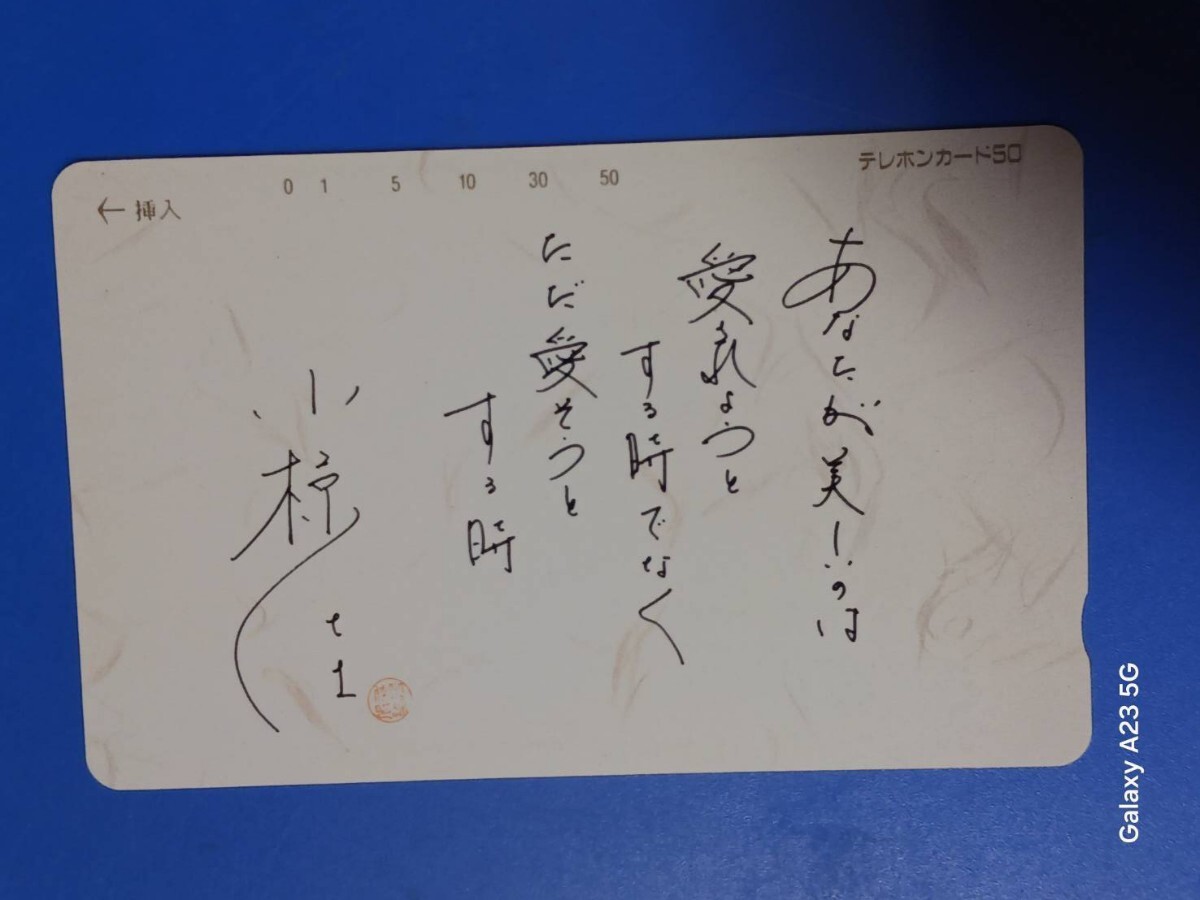 テレホンカード50
0 1 5 10 30 50
← 挿入
あなたが美しいのは
愛されようと
する時でなく
ただ愛そうと
する時
小椋
佳
Galaxy A23 5G